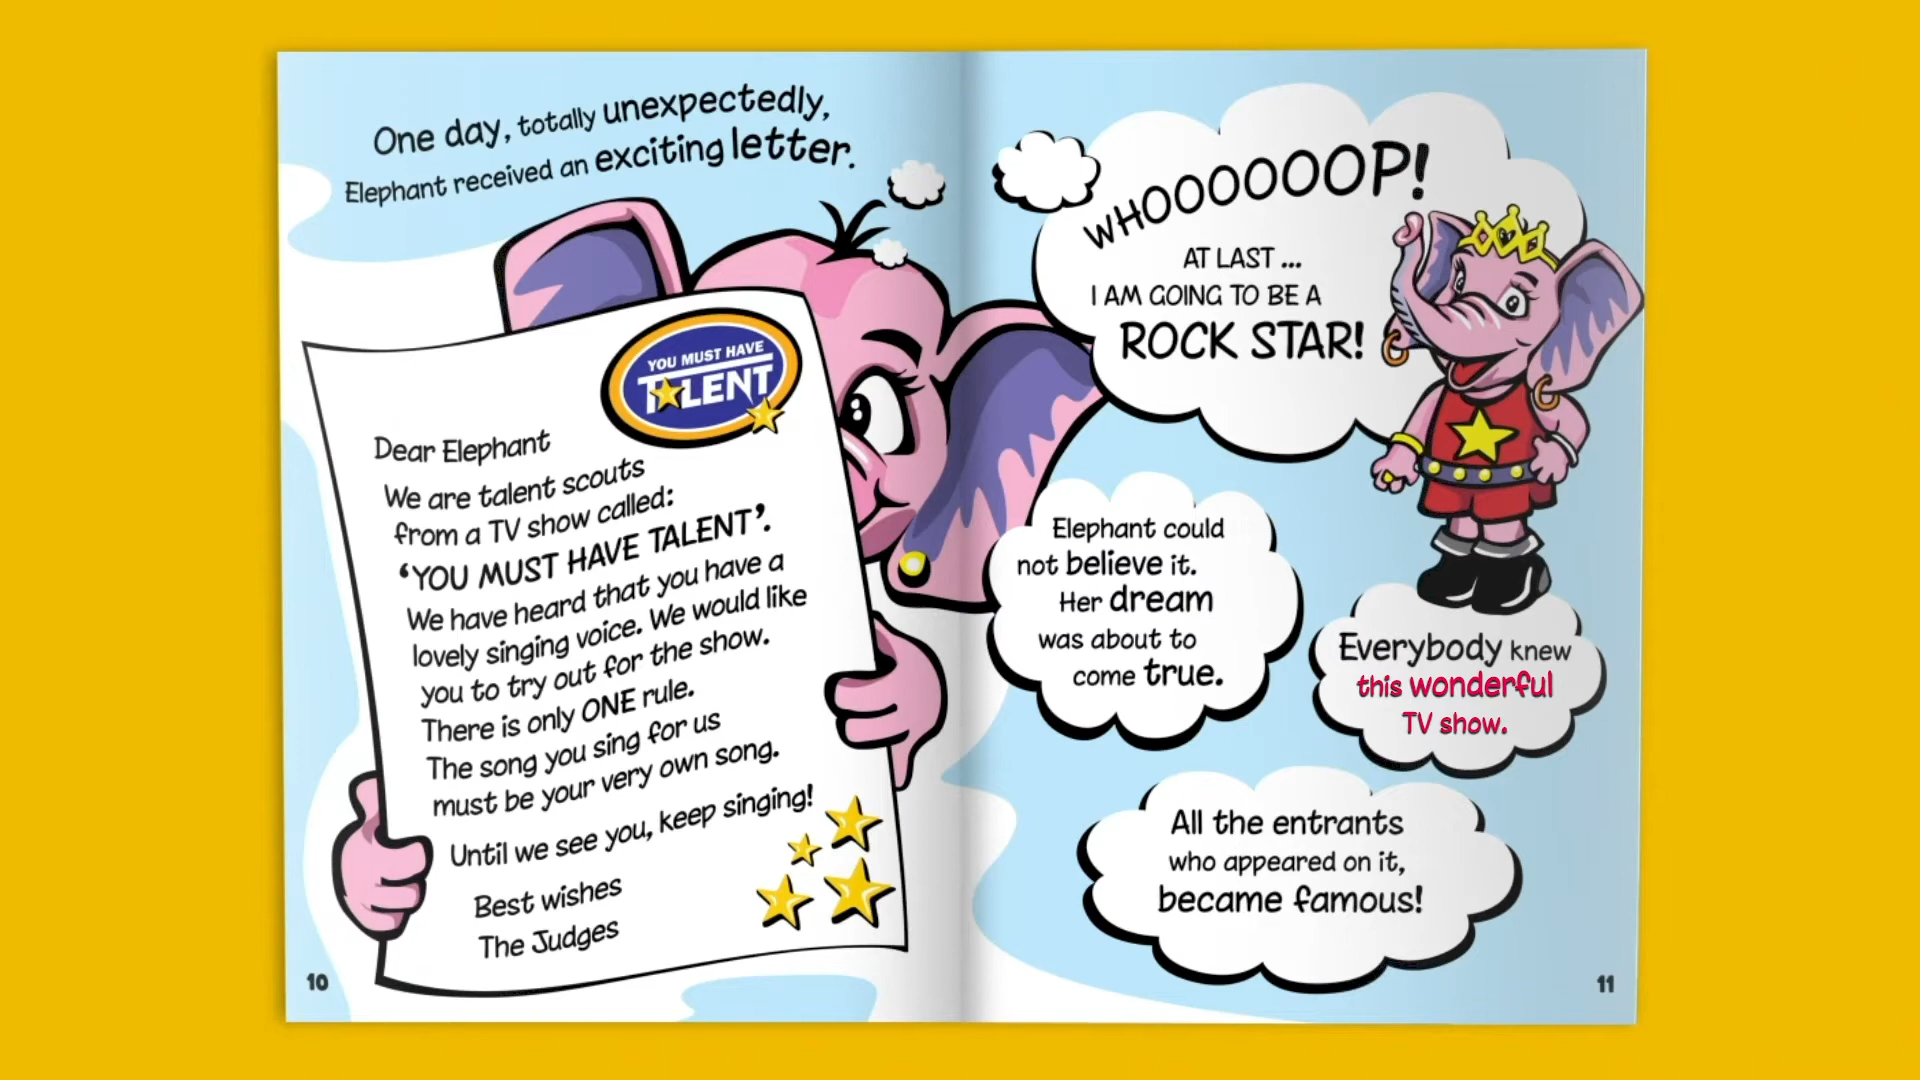 One day, totally unexpectedly,
Elephant received an exciting letter.
YOU MUST HAVE
TALENT
Dear Elephant
We are talent scouts
from a TV show called:
‘YOU MUST HAVE TALENT’.
We have heard that you have a
lovely singing voice. We would like
you to try out for the show.
There is only ONE rule.
The song you sing for us
must be your very own song.
Until we see you, keep singing!
Best wishes
The Judges
10
WHOOOOOOP!
AT LAST ...
I AM GOING TO BE A
ROCK STAR!
Elephant could
not believe it.
Her dream
was about to
come true.
Everybody knew
this wonderful
TV show.
All the entrants
who appeared on it,
became famous!
11